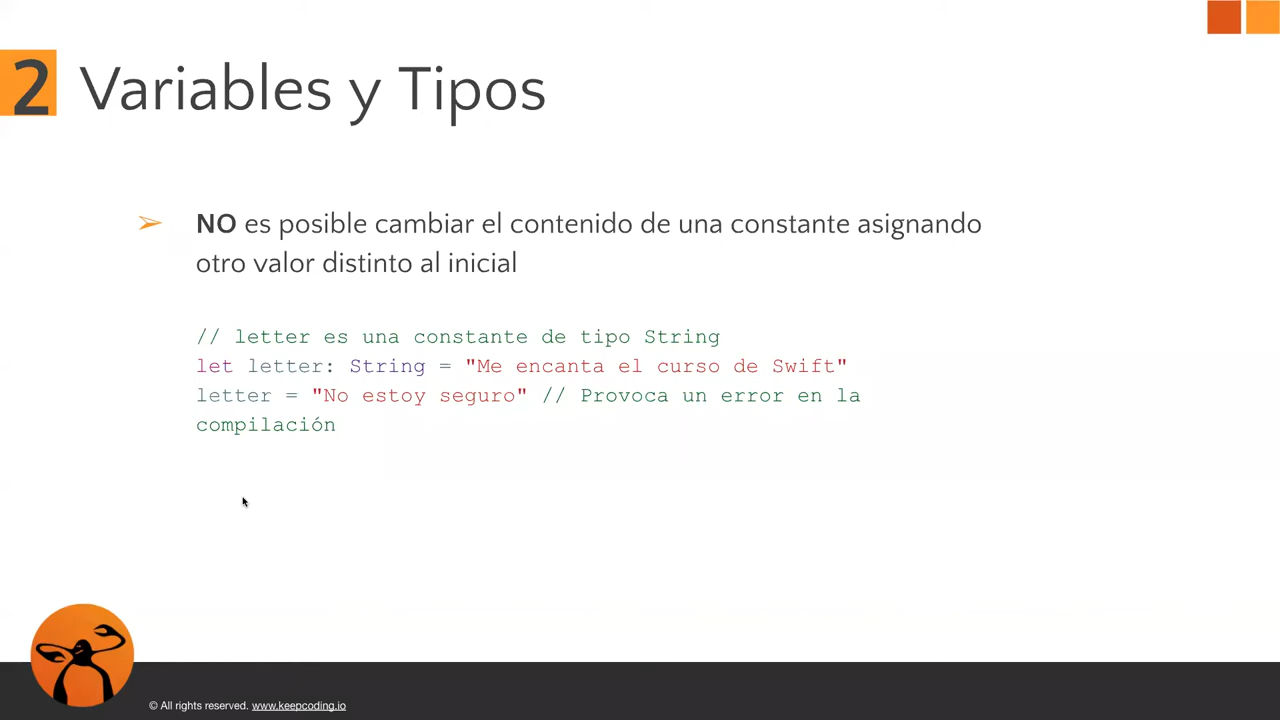 2 Variables y Tipos
➢ NO es posible cambiar el contenido de una constante asignando
otro valor distinto al inicial
// letter es una constante de tipo String
let letter: String = "Me encanta el curso de Swift"
letter = "No estoy seguro" // Provoca un error en la
compilación
© All rights reserved. www.keepcoding.io